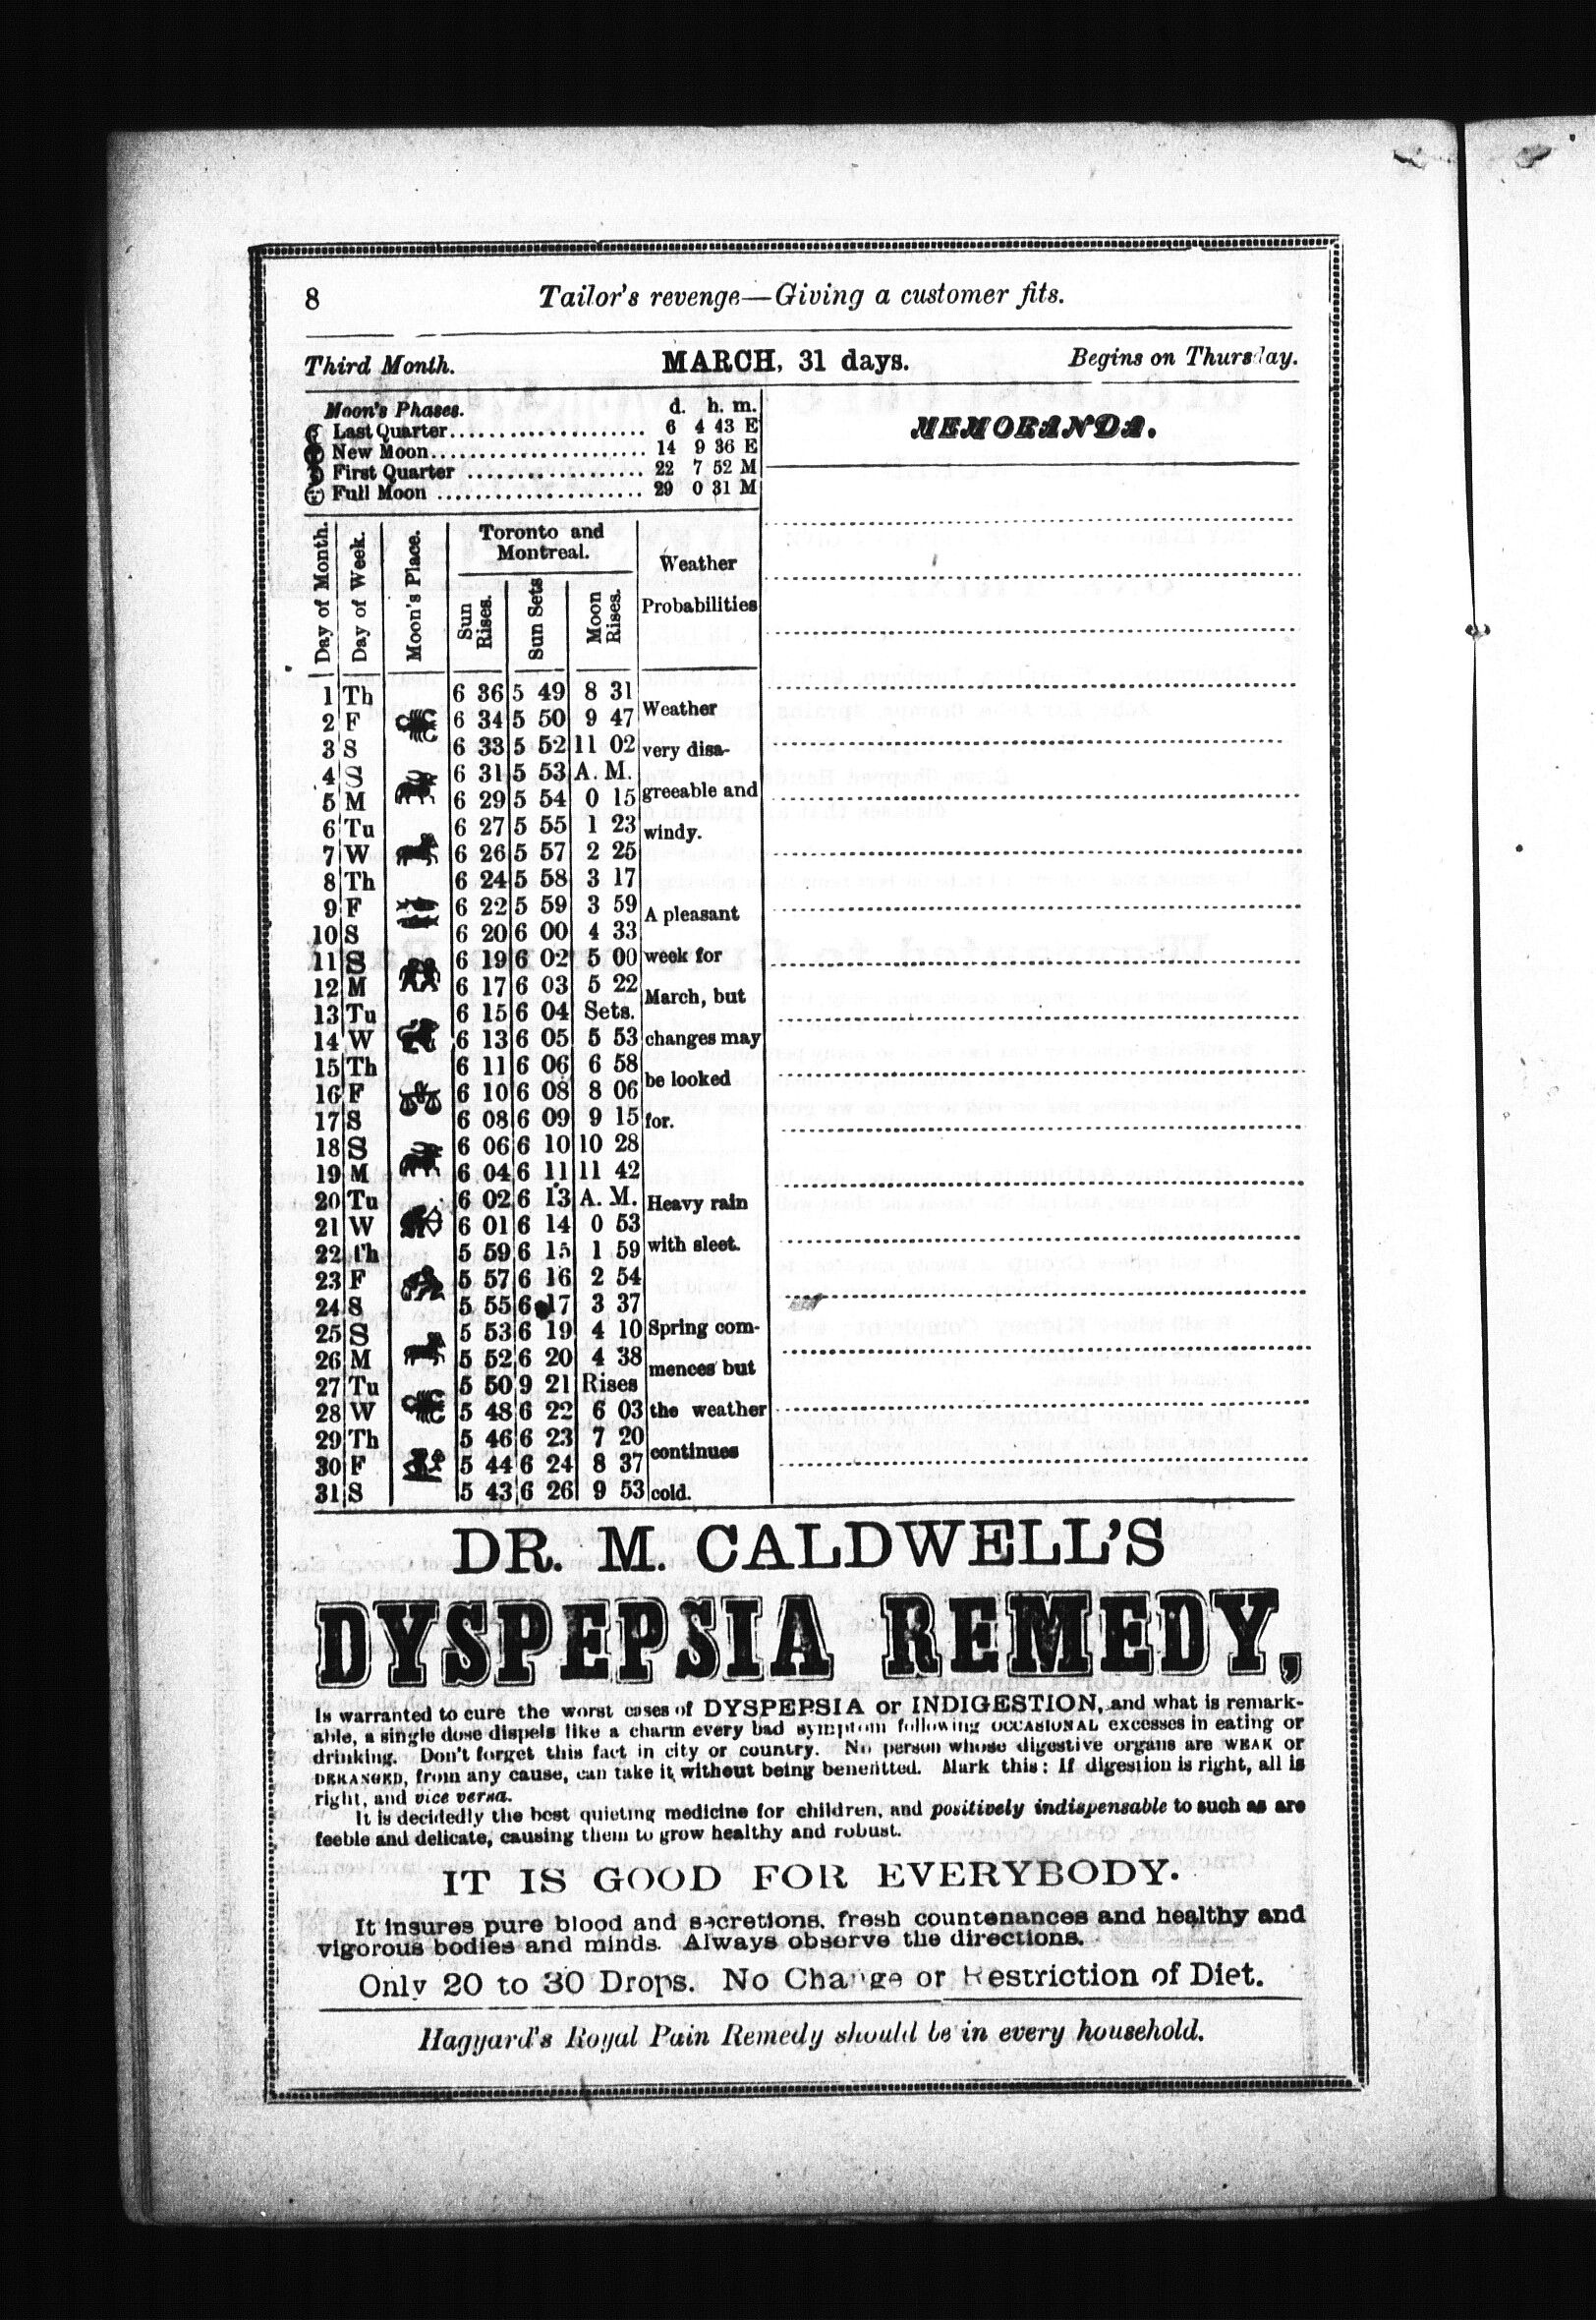 8 Tailor's revenge—Giving a customer fits.
Third Month. MARCH, 31 days. Begins on Thursday.
Moon's Phases. d. h. m.
Last Quarter.................... 6 4 43 E
New Moon...................... 14 9 36 E
First Quarter .................. 22 7 52 M
Full Moon ..................... 29 0 31 M
MEMORANDA.
Day of Month. Day of Week. Moon's Place. Toronto and Montreal. Sun Rises. Sun Sets Moon Rises. Weather Probabilities
1 Th 6 36 5 49 8 31
2 F 6 34 5 50 9 47 Weather
3 S 6 33 5 52 11 02 very disa-
4 S 6 31 5 53 A. M.
5 M 6 29 5 54 0 15 greeable and
6 Tu 6 27 5 55 1 23 windy.
7 W 6 26 5 57 2 25
8 Th 6 24 5 58 3 17
9 F 6 22 5 59 3 59 A pleasant
10 S 6 20 6 00 4 33
11 S 6 19 6 02 5 00 week for
12 M 6 17 6 03 5 22 March, but
13 Tu 6 15 6 04 Sets.
14 W 6 13 6 05 5 53 changes may
15 Th 6 11 6 06 6 58 be looked
16 F 6 10 6 08 8 06
17 S 6 08 6 09 9 15 for.
18 S 6 06 6 10 10 28
19 M 6 04 6 11 11 42
20 Tu 6 02 6 13 A. M. Heavy rain
21 W 6 01 6 14 0 53
22 Th 5 59 6 15 1 59 with sleet.
23 F 5 57 6 16 2 54
24 S 5 55 6 17 3 37
25 S 5 53 6 19 4 10 Spring com-
26 M 5 52 6 20 4 38 mences but
27 Tu 5 50 9 21 Rises
28 W 5 48 6 22 6 03 the weather
29 Th 5 46 6 23 7 20 continues
30 F 5 44 6 24 8 37
31 S 5 43 6 26 9 53 cold.
DR. M. CALDWELL'S
DYSPEPSIA REMEDY,
Is warranted to cure the worst cases of DYSPEPSIA or INDIGESTION, and what is remark-
able, a single dose dispels like a charm every bad symptom following OCCASIONAL excesses in eating or
drinking. Don't forget this fact in city or country. No person whose digestive organs are WEAK or
DERANGED, from any cause, can take it, without being benefitted. Mark this: If digestion is right, all is
right, and vice versa.
It is decidedly the best quieting medicine for children, and positively indispensable to such as are
feeble and delicate, causing them to grow healthy and robust.
IT IS GOOD FOR EVERYBODY.
It insures pure blood and secretions, fresh countenances and healthy and
vigorous bodies and minds. Always observe the directions.
Only 20 to 30 Drops. No Change or Restriction of Diet.
Hagyard's Royal Pain Remedy should be in every household.